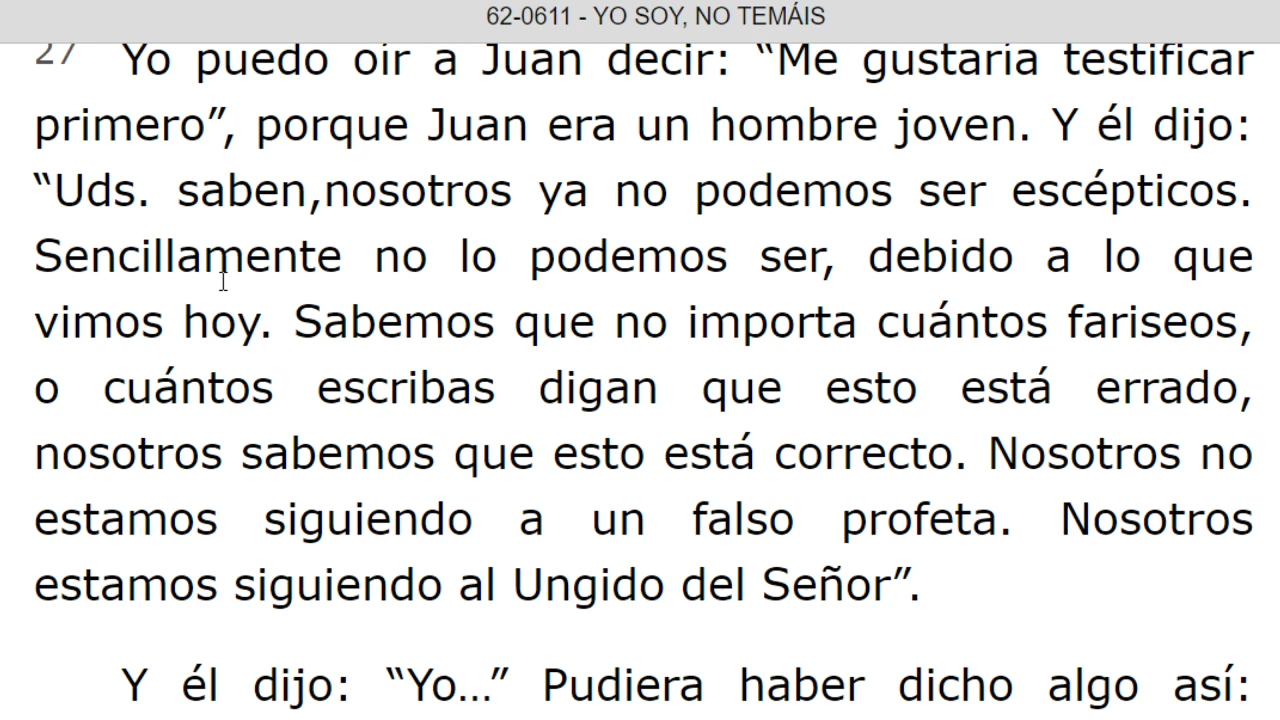 62-0611 - YO SOY, NO TEMÁIS
27 Yo puedo oír a Juan decir: “Me gustaría testificar
primero”, porque Juan era un hombre joven. Y él dijo:
“Uds. saben,nosotros ya no podemos ser escépticos.
Sencillamente no lo podemos ser, debido a lo que
vimos hoy. Sabemos que no importa cuántos fariseos,
o cuántos escribas digan que esto está errado,
nosotros sabemos que esto está correcto. Nosotros no
estamos siguiendo a un falso profeta. Nosotros
estamos siguiendo al Ungido del Señor”.
Y él dijo: “Yo…” Pudiera haber dicho algo así: